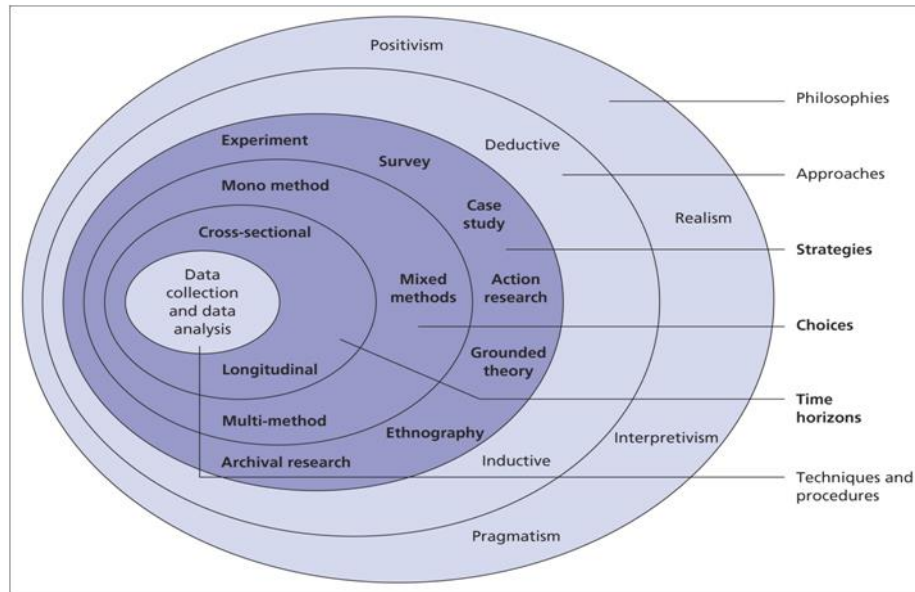 Positivism
Philosophies
Experiment
Deductive
Survey
Approaches
Mono method
Case
study
Realism
Cross-sectional
Strategies
Data
collection
and data
analysis
Mixed
methods
Action
research
Choices
Longitudinal
Grounded
theory
Time
horizons
Multi-method
Ethnography
Interpretivism
Archival research
Inductive
Techniques and
procedures
Pragmatism